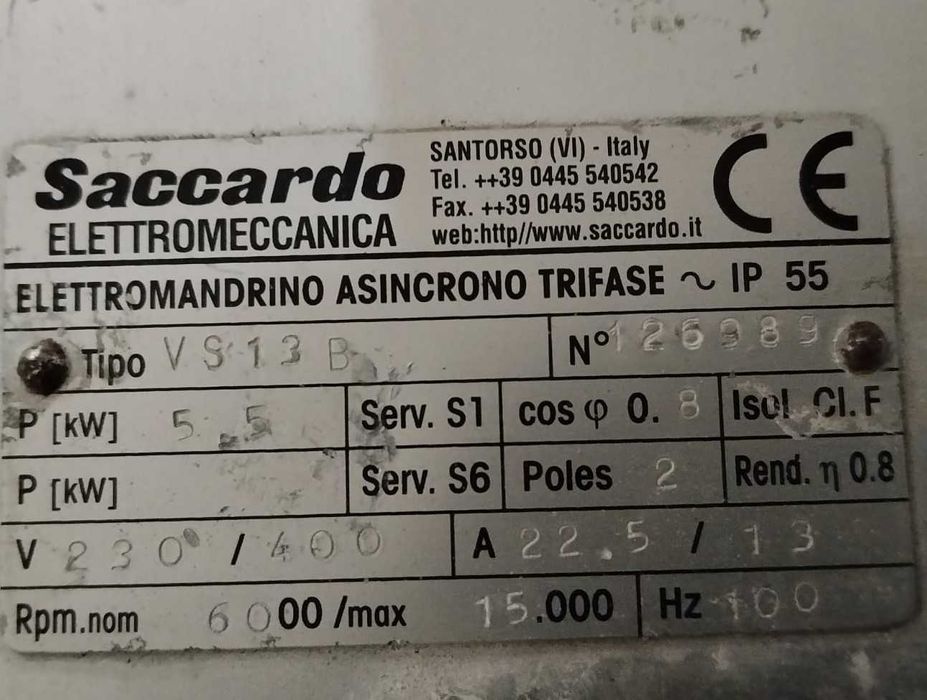 Saccardo
ELETTROMECCANICA
SANTORSO (VI) - Italy
Tel. ++39 0445 540542
Fax. ++39 0445 540538
web:http//www.saccardo.it
CE
ELETTROMANDRINO ASINCRONO TRIFASE ~ IP 55
Tipo VS13B N° 126989
P [kW] 5.5 Serv. S1 cos φ 0.8 Isol. Cl. F
P [kW] Serv. S6 Poles 2 Rend. η 0.8
V 230 / 400 A 22.5 / 13
Rpm.nom 6000 /max 15.000 Hz 100